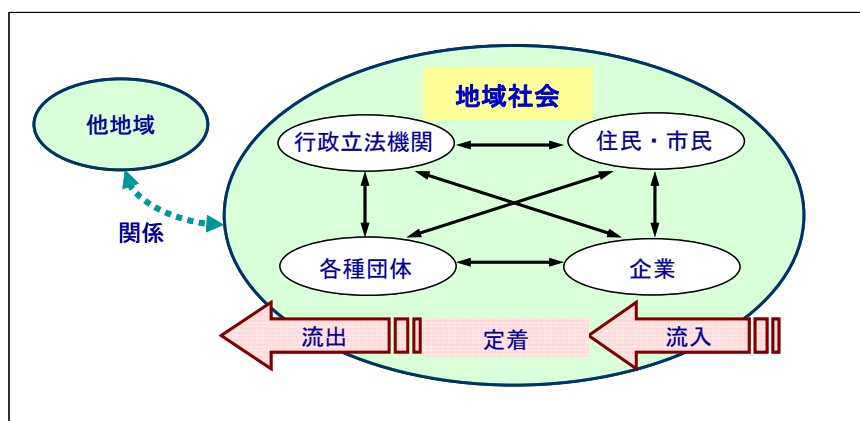 地域社会
他地域
行政立法機関
住民・市民
関係
各種団体
企業
流出
定着
流入